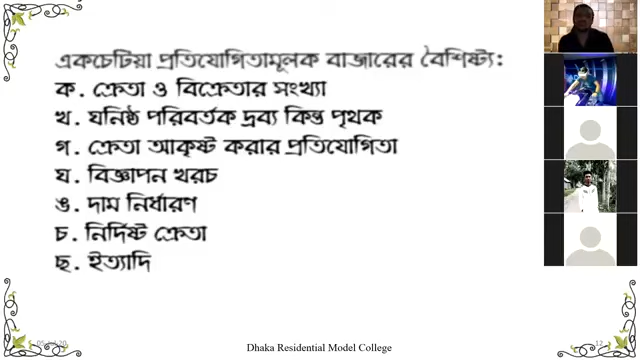 একচেটিয়া প্রতিযোগিতামূলক বাজারের বৈশিষ্ট্য:
ক. ক্রেতা ও বিক্রেতার সংখ্যা
খ. ঘনিষ্ঠ পরিবর্তক দ্রব্য কিন্তু পৃথক
গ. ক্রেতা আকৃষ্ট করার প্রতিযোগিতা
ঘ. বিজ্ঞাপন খরচ
ঙ. দাম নির্ধারণ
চ. নির্দিষ্ট ক্রেতা
ছ. ইত্যাদি
Dhaka Residential Model College
12